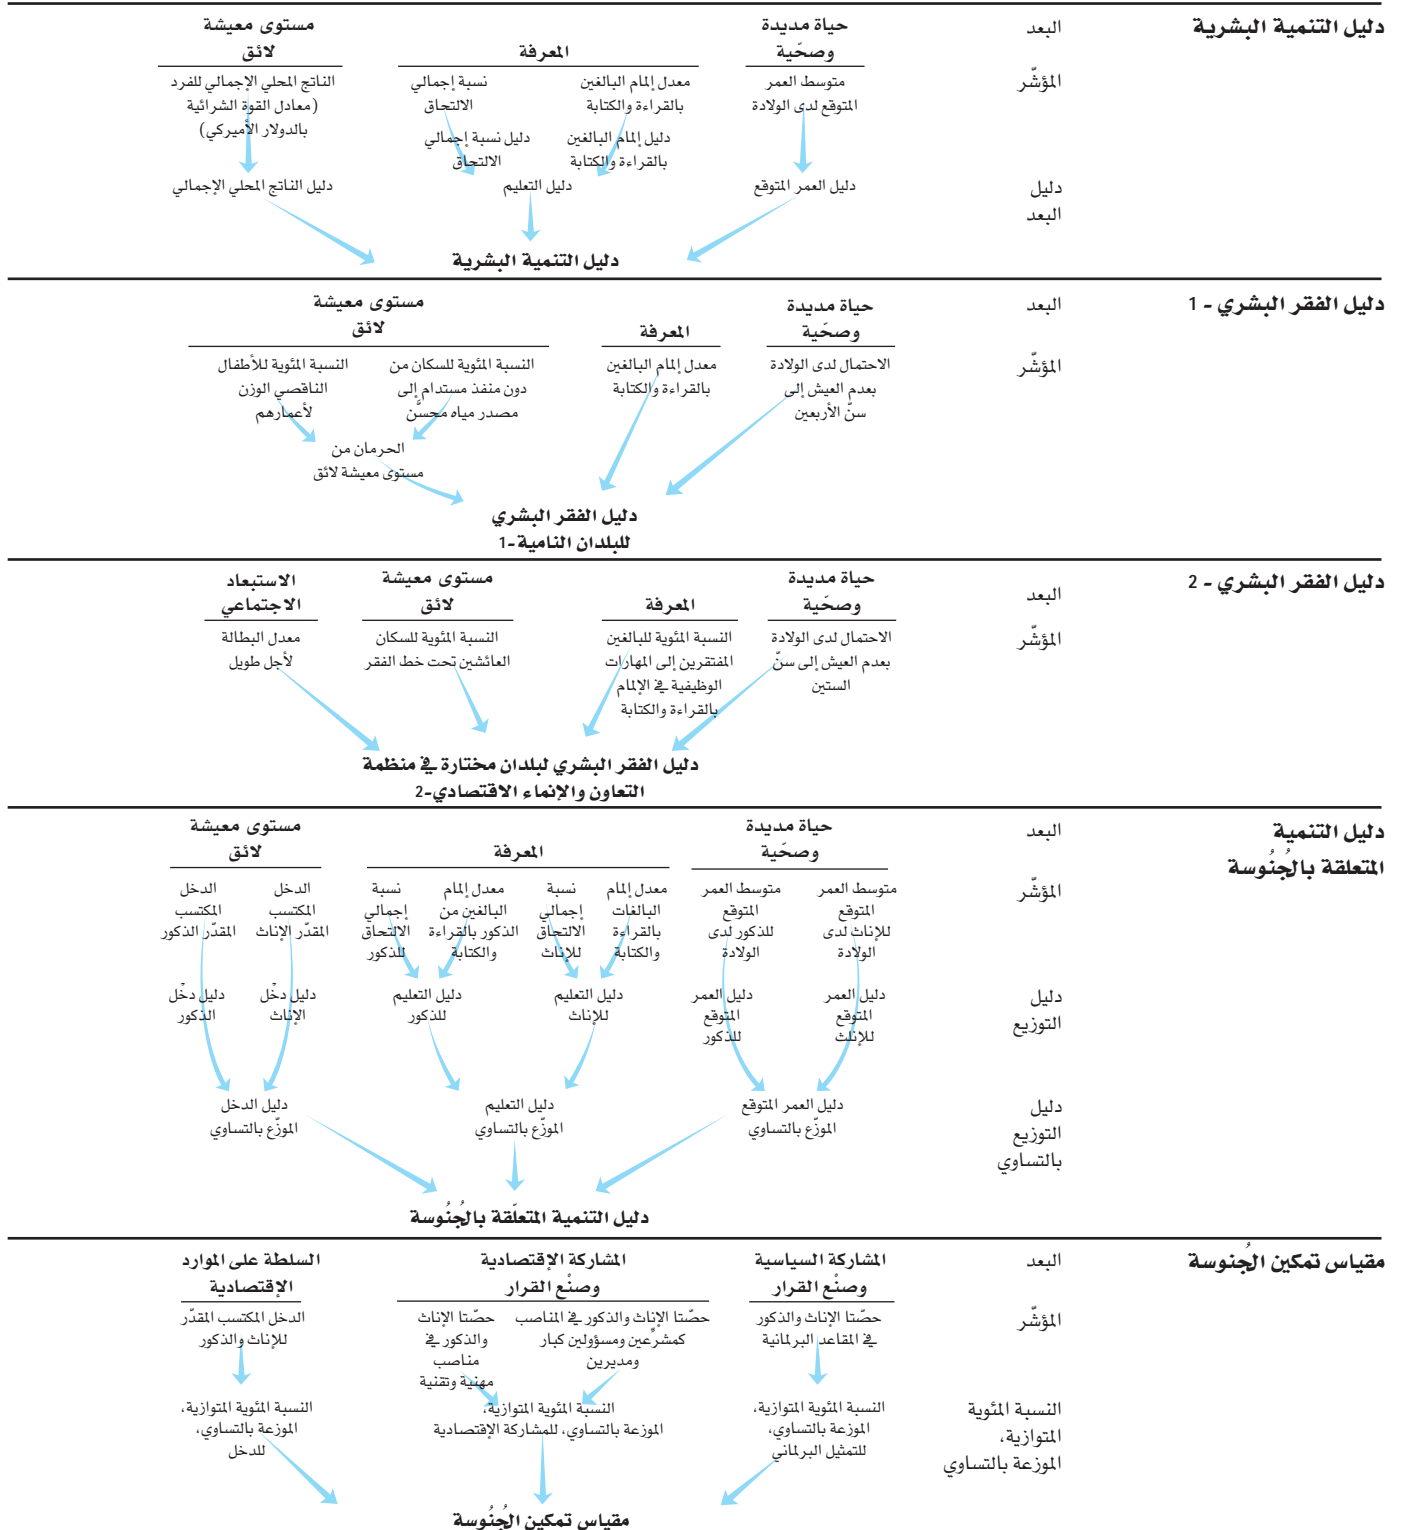 دليل التنمية البشرية
البعد
حياة مديدة
وصحّية
المعرفة
مستوى معيشة
لائق
المؤشّر
متوسط العمر
المتوقع لدى الولادة
معدل إلمام البالغين
بالقراءة والكتابة
نسبة إجمالي
الالتحاق
الناتج المحلي الإجمالي للفرد
(معادل القوة الشرائية
بالدولار الأميركي)
دليل إلمام البالغين
بالقراءة والكتابة
دليل نسبة إجمالي
الالتحاق
دليل
البعد
دليل العمر المتوقع
دليل التعليم
دليل الناتج المحلي الإجمالي
دليل التنمية البشرية
دليل الفقر البشري - 1
البعد
حياة مديدة
وصحّية
المعرفة
مستوى معيشة
لائق
المؤشّر
الاحتمال لدى الولادة
بعدم العيش إلى
سنّ الأربعين
معدل إلمام البالغين
بالقراءة والكتابة
النسبة المئوية للسكان من
دون منفذ مستدام إلى
مصدر مياه محسّن
النسبة المئوية للأطفال
الناقصي الوزن
لأعمارهم
الحرمان من
مستوى معيشة لائق
دليل الفقر البشري
للبلدان النامية-1
دليل الفقر البشري - 2
البعد
حياة مديدة
وصحّية
المعرفة
مستوى معيشة
لائق
الاستبعاد
الاجتماعي
المؤشّر
الاحتمال لدى الولادة
بعدم العيش إلى سنّ
الستين
النسبة المئوية للبالغين
المفتقرين إلى المهارات
الوظيفية في الإلمام
بالقراءة والكتابة
النسبة المئوية للسكان
العائشين تحت خط الفقر
معدل البطالة
لأجل طويل
دليل الفقر البشري لبلدان مختارة في منظمة
التعاون والإنماء الاقتصادي-2
دليل التنمية
المتعلقة بالجُنُوسة
البعد
حياة مديدة
وصحّية
المعرفة
مستوى معيشة
لائق
المؤشّر
متوسط العمر
المتوقع
للإناث لدى
الولادة
متوسط العمر
المتوقع
للذكور لدى
الولادة
معدل إلمام
البالغات
بالقراءة
والكتابة
نسبة
إجمالي
الالتحاق
للإناث
معدل إلمام
البالغين من
الذكور بالقراءة
والكتابة
نسبة
إجمالي
الالتحاق
للذكور
الدخل
المكتسب
المقدّر الإناث
الدخل
المكتسب
المقدّر الذكور
دليل
التوزيع
دليل العمر
المتوقع
للإنلث
دليل العمر
المتوقع
للذكور
دليل التعليم
للإناث
دليل التعليم
للذكور
دليل دخْل
الإناث
دليل دخْل
الذكور
دليل
التوزيع
بالتساوي
دليل العمر المتوقع
الموزّع بالتساوي
دليل التعليم
الموزّع بالتساوي
دليل الدخل
الموزّع بالتساوي
دليل التنمية المتعلّقة بالجُنُوسة
مقياس تمكين الجُنوسة
البعد
المشاركة السياسية
وصنْع القرار
المشاركة الإقتصادية
وصنْع القرار
السلطة على الموارد
الإقتصادية
المؤشّر
حصّتا الإناث والذكور
في المقاعد البرلمانية
حصّتا الإناث والذكور في المناصب
كمشرّعين ومسؤولين كبار
ومديرين
حصّتا الإناث
والذكور في
مناصب
مهنية وتقنية
الدخل المكتسب المقدّر
للإناث والذكور
النسبة المئوية
المتوازية،
الموزعة بالتساوي
النسبة المئوية المتوازية،
الموزعة بالتساوي،
للتمثيل البرلماني
النسبة المئوية المتوازية،
الموزعة بالتساوي، للمشاركة الإقتصادية
النسبة المئوية المتوازية،
الموزعة بالتساوي،
للدخل
مقياس تمكين الجُنُوسة